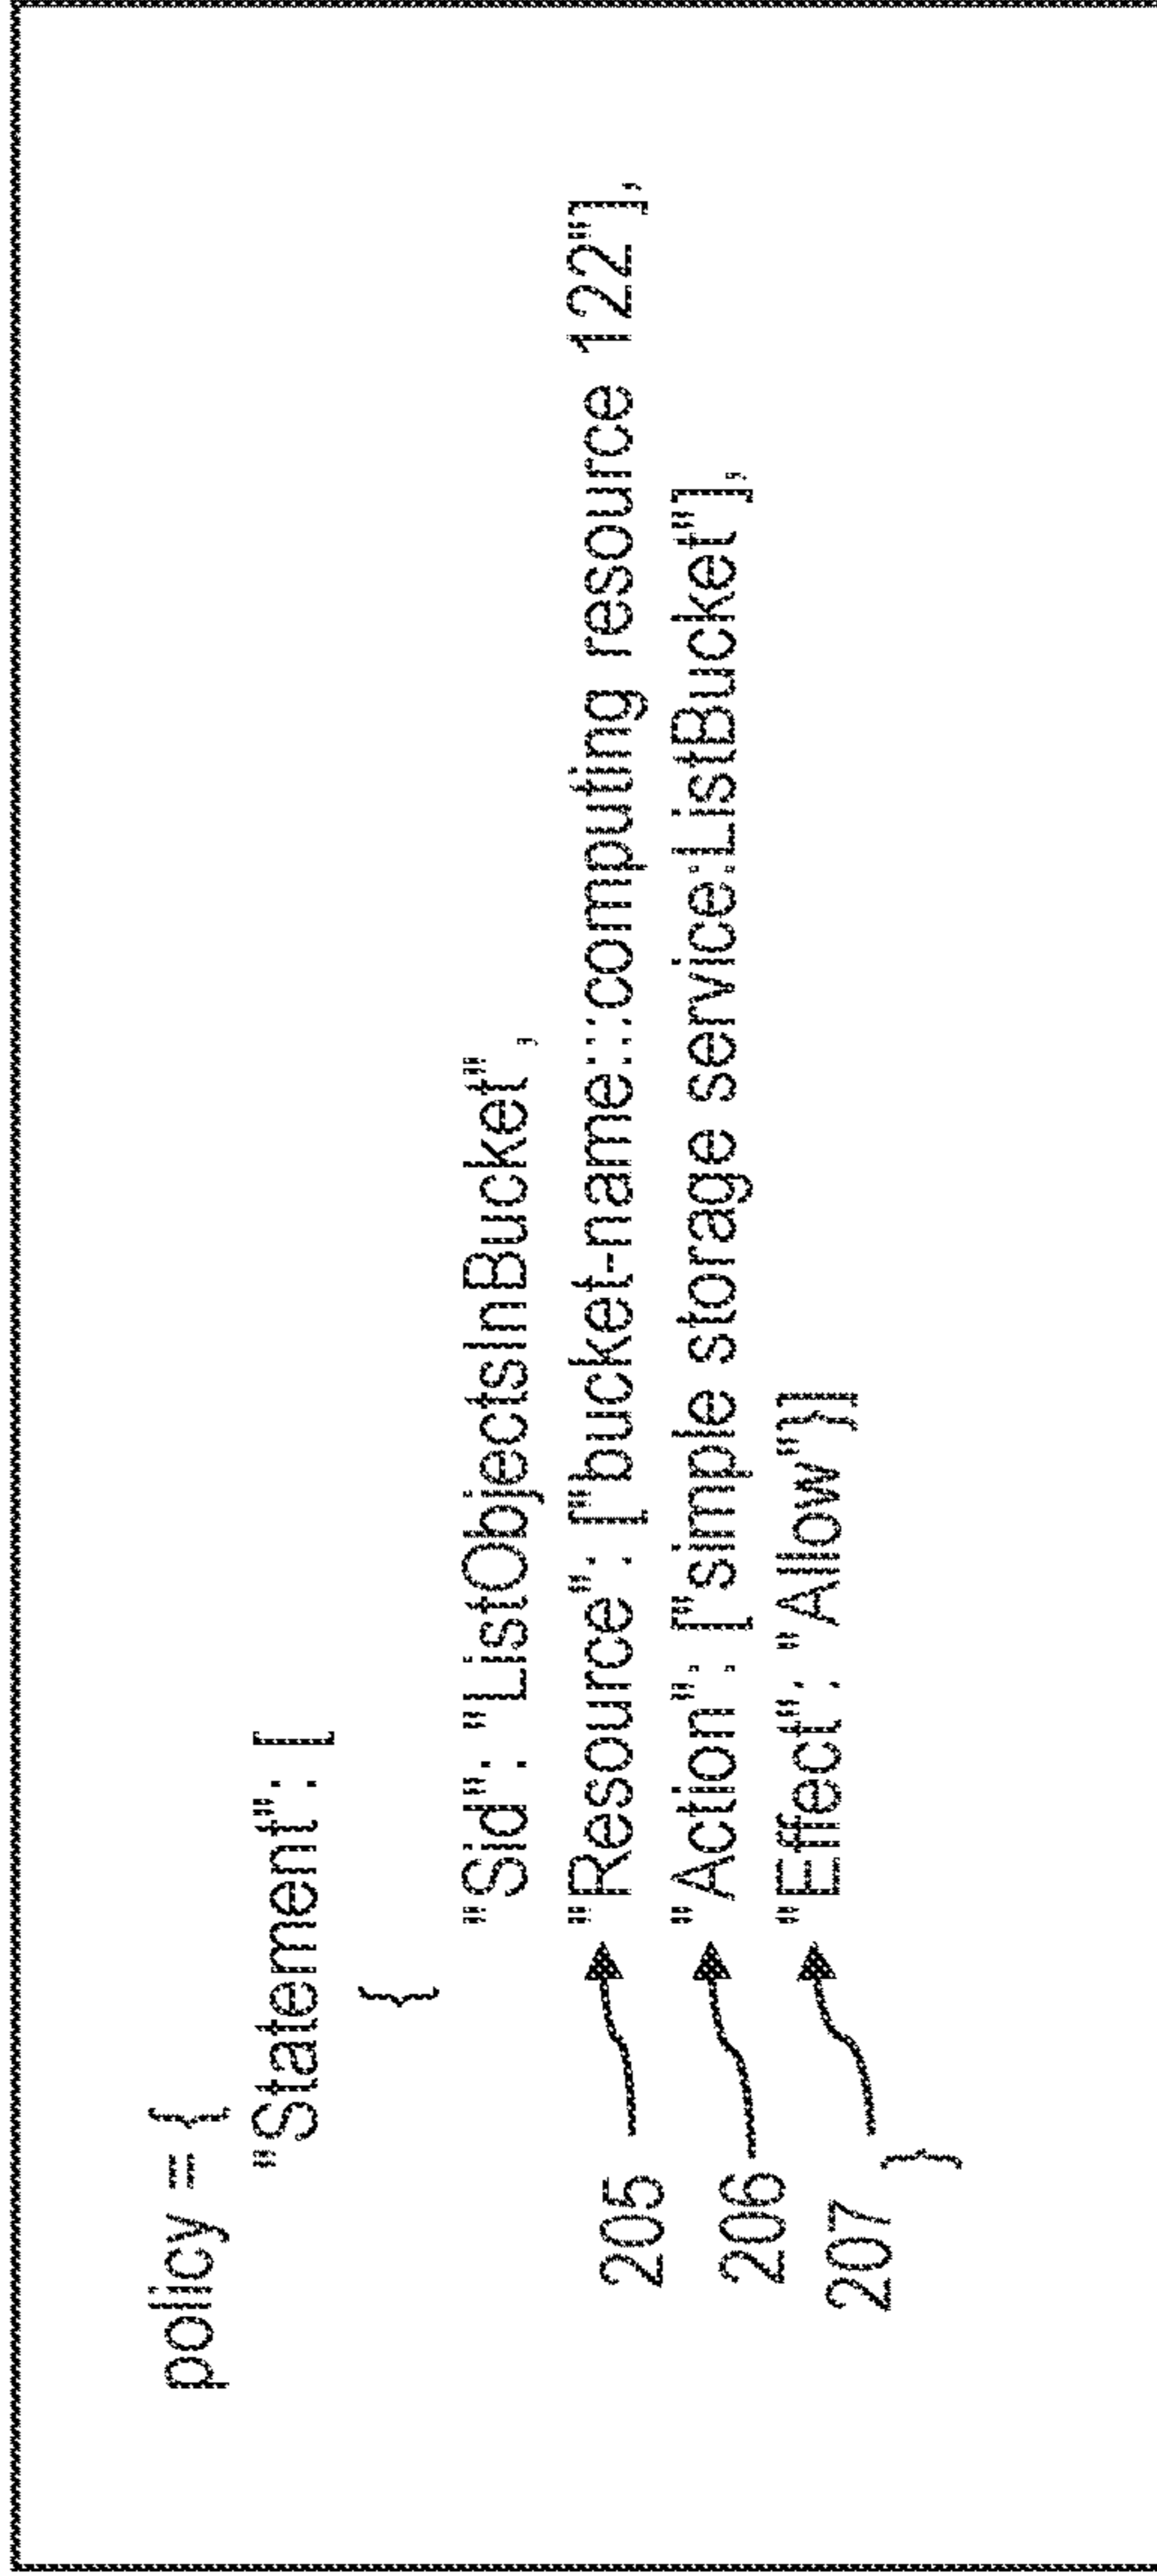 policy = {
"Statement": [
{
"Sid": "ListObjectsInBucket",
205 "Resource": ["bucket-name:::computing resource 122"],
206 "Action": ["simple storage service:ListBucket"],
207 "Effect": "Allow"}]
}